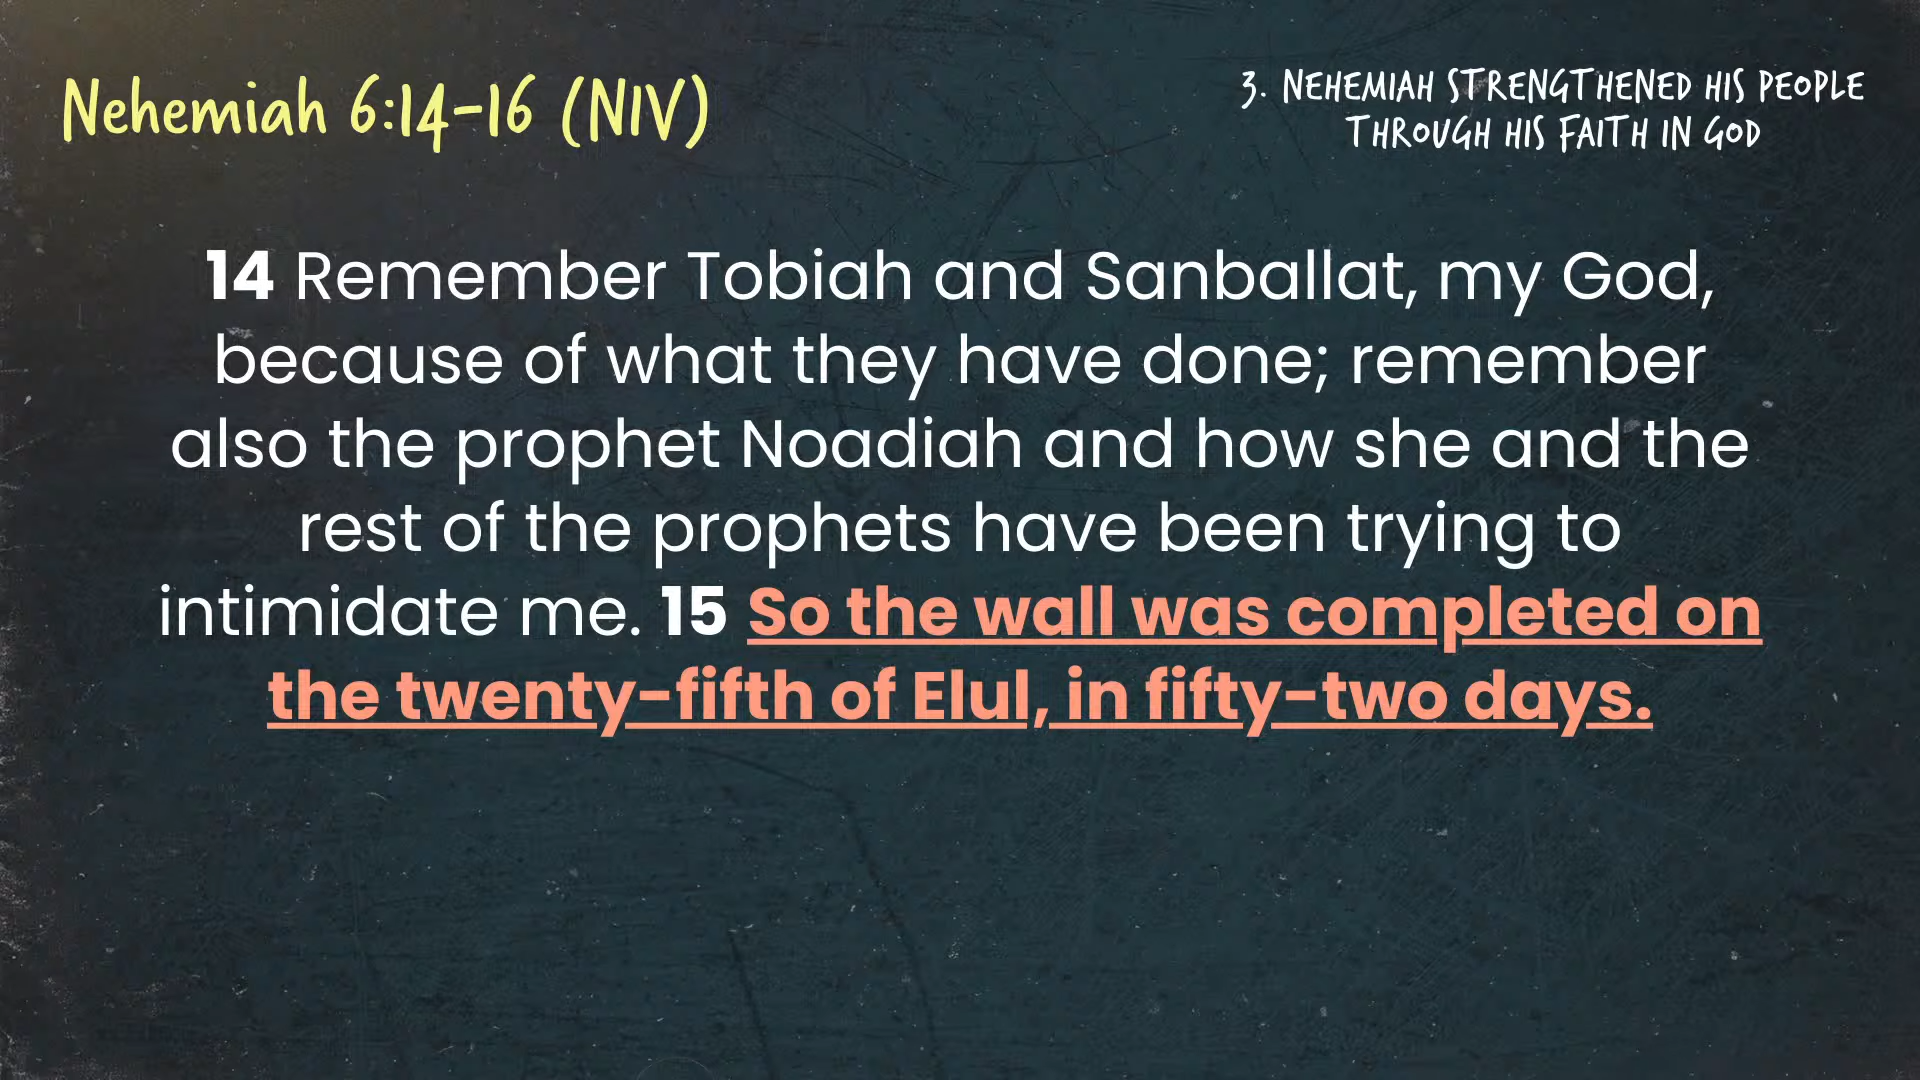 Nehemiah 6:14-16 (NIV)
3. NEHEMIAH STRENGTHENED HIS PEOPLE
THROUGH HIS FAITH IN GOD
14 Remember Tobiah and Sanballat, my God,
because of what they have done; remember
also the prophet Noadiah and how she and the
rest of the prophets have been trying to
intimidate me. 15 So the wall was completed on
the twenty-fifth of Elul, in fifty-two days.